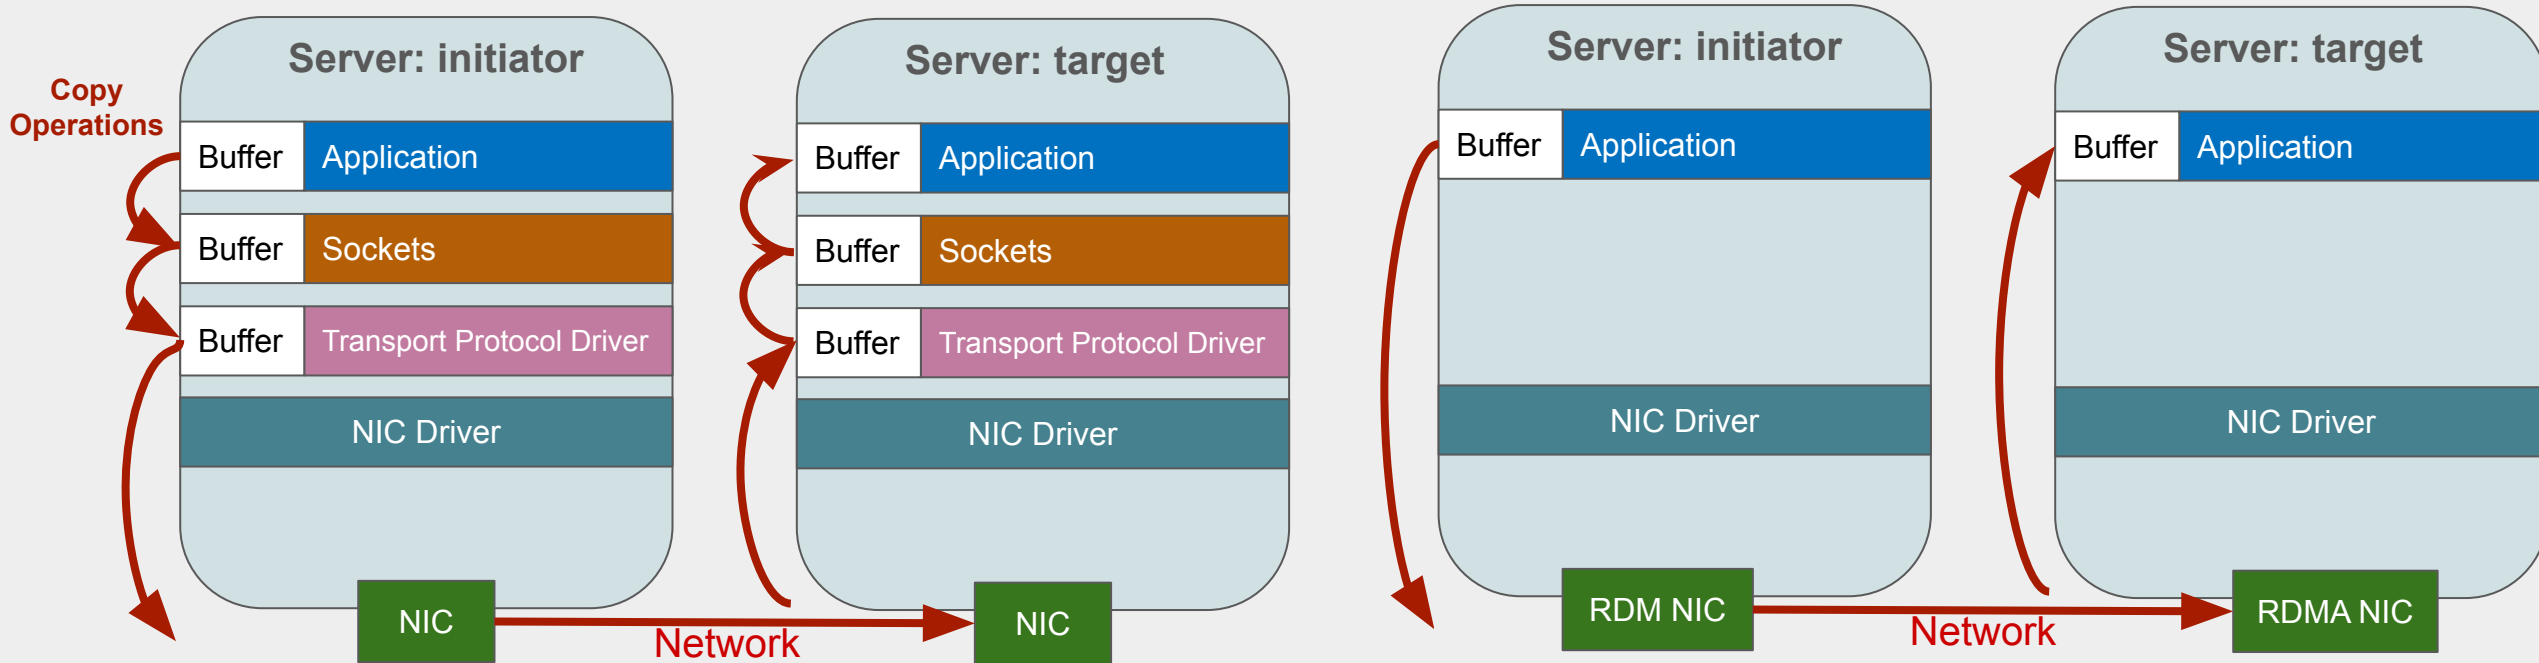 Server: initiator
Copy
Operations
Buffer
Application
Buffer
Sockets
Buffer
Transport Protocol Driver
NIC Driver
NIC
Network
Server: target
Buffer
Application
Buffer
Sockets
Buffer
Transport Protocol Driver
NIC Driver
NIC
Server: initiator
Buffer
Application
NIC Driver
RDM NIC
Network
Server: target
Buffer
Application
NIC Driver
RDMA NIC